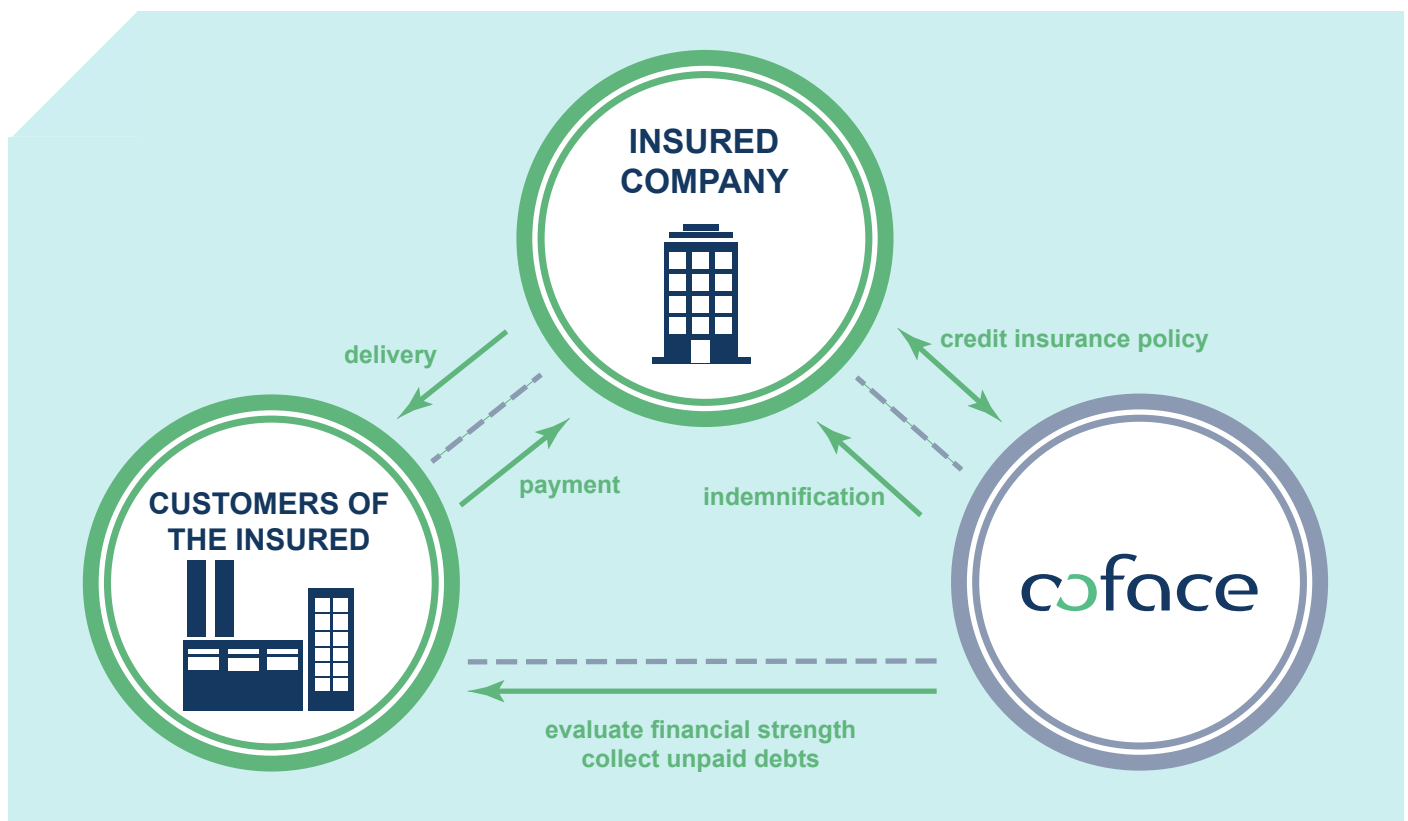 INSURED
COMPANY
delivery
credit insurance policy
payment
indemnification
CUSTOMERS OF
THE INSURED
coface
evaluate financial strength
collect unpaid debts